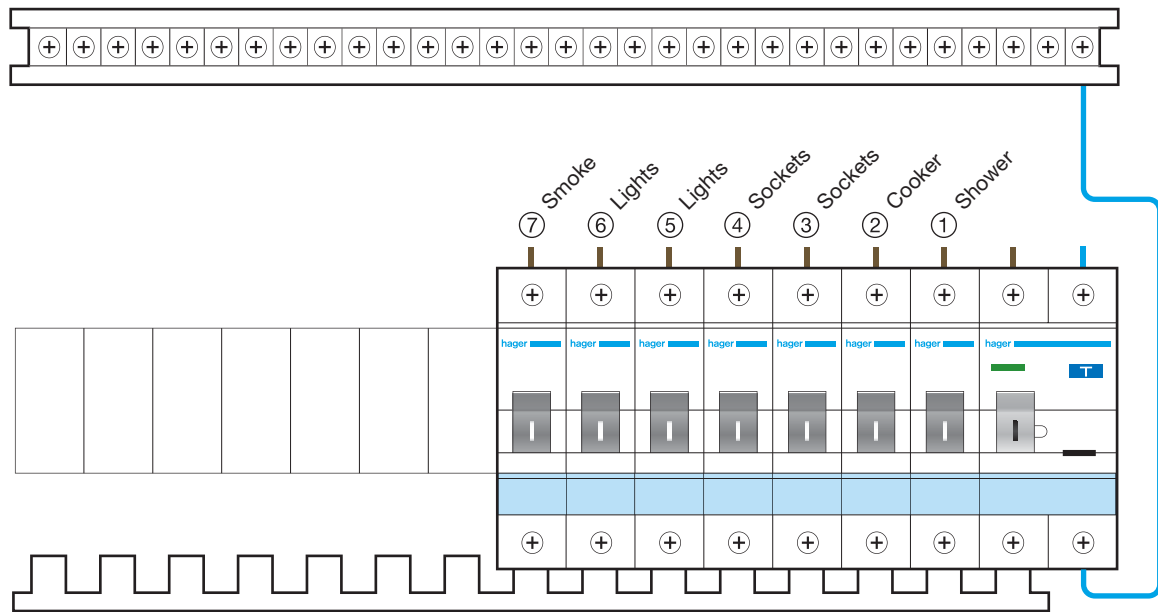 ⑦ Smoke
⑥ Lights
⑤ Lights
④ Sockets
③ Sockets
② Cooker
① Shower
hager
hager
hager
hager
hager
hager
hager
hager
T